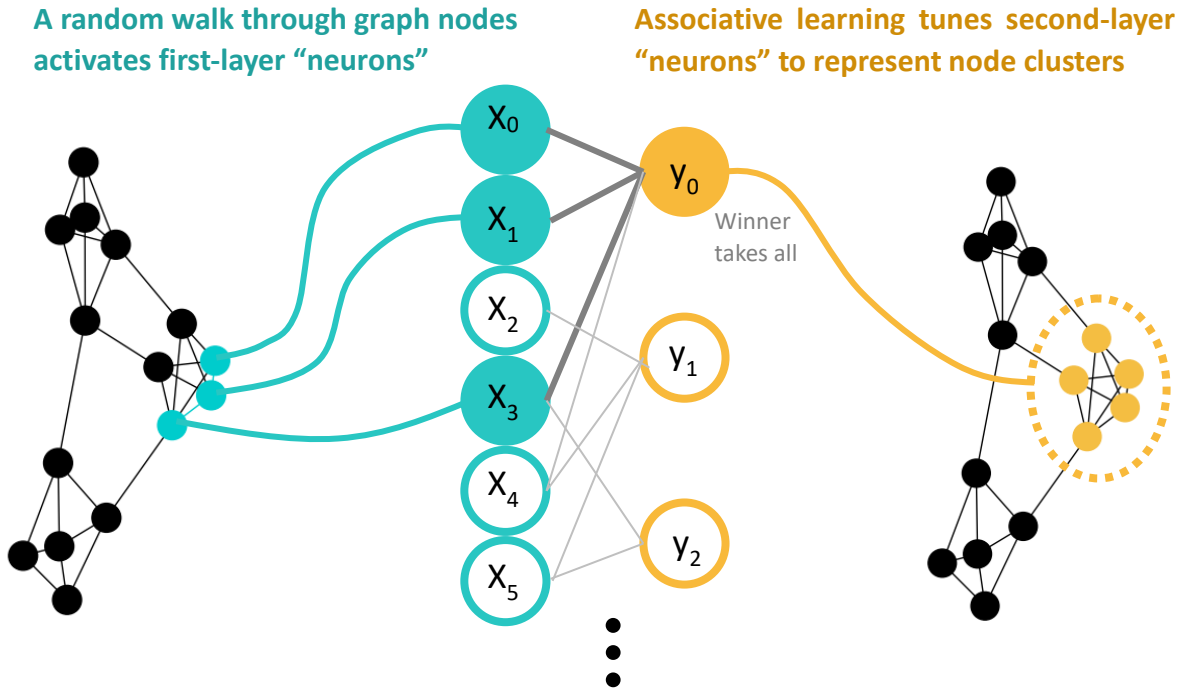 A random walk through graph nodes
activates first-layer “neurons”
Associative learning tunes second-layer
“neurons” to represent node clusters
X₀
X₁
X₂
X₃
X₄
X₅
y₀
Winner
takes all
y₁
y₂